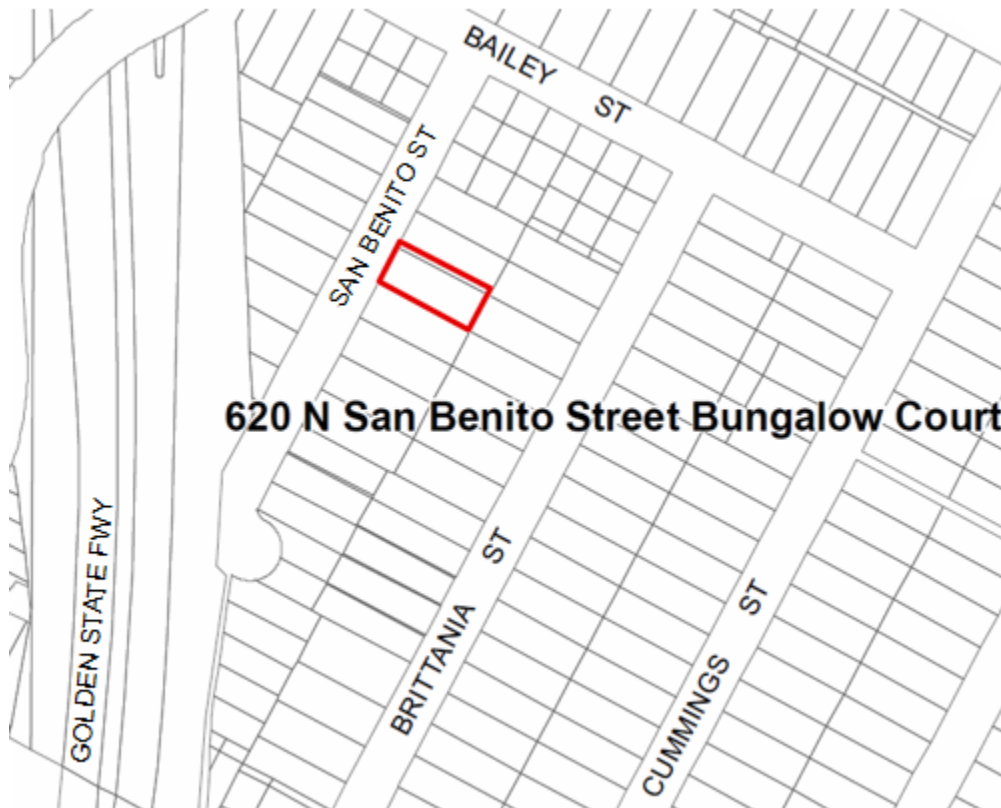 BAILEY ST
SAN BENITO ST
620 N San Benito Street Bungalow Court
GOLDEN STATE FWY
BRITTANIA ST
CUMMINGS ST